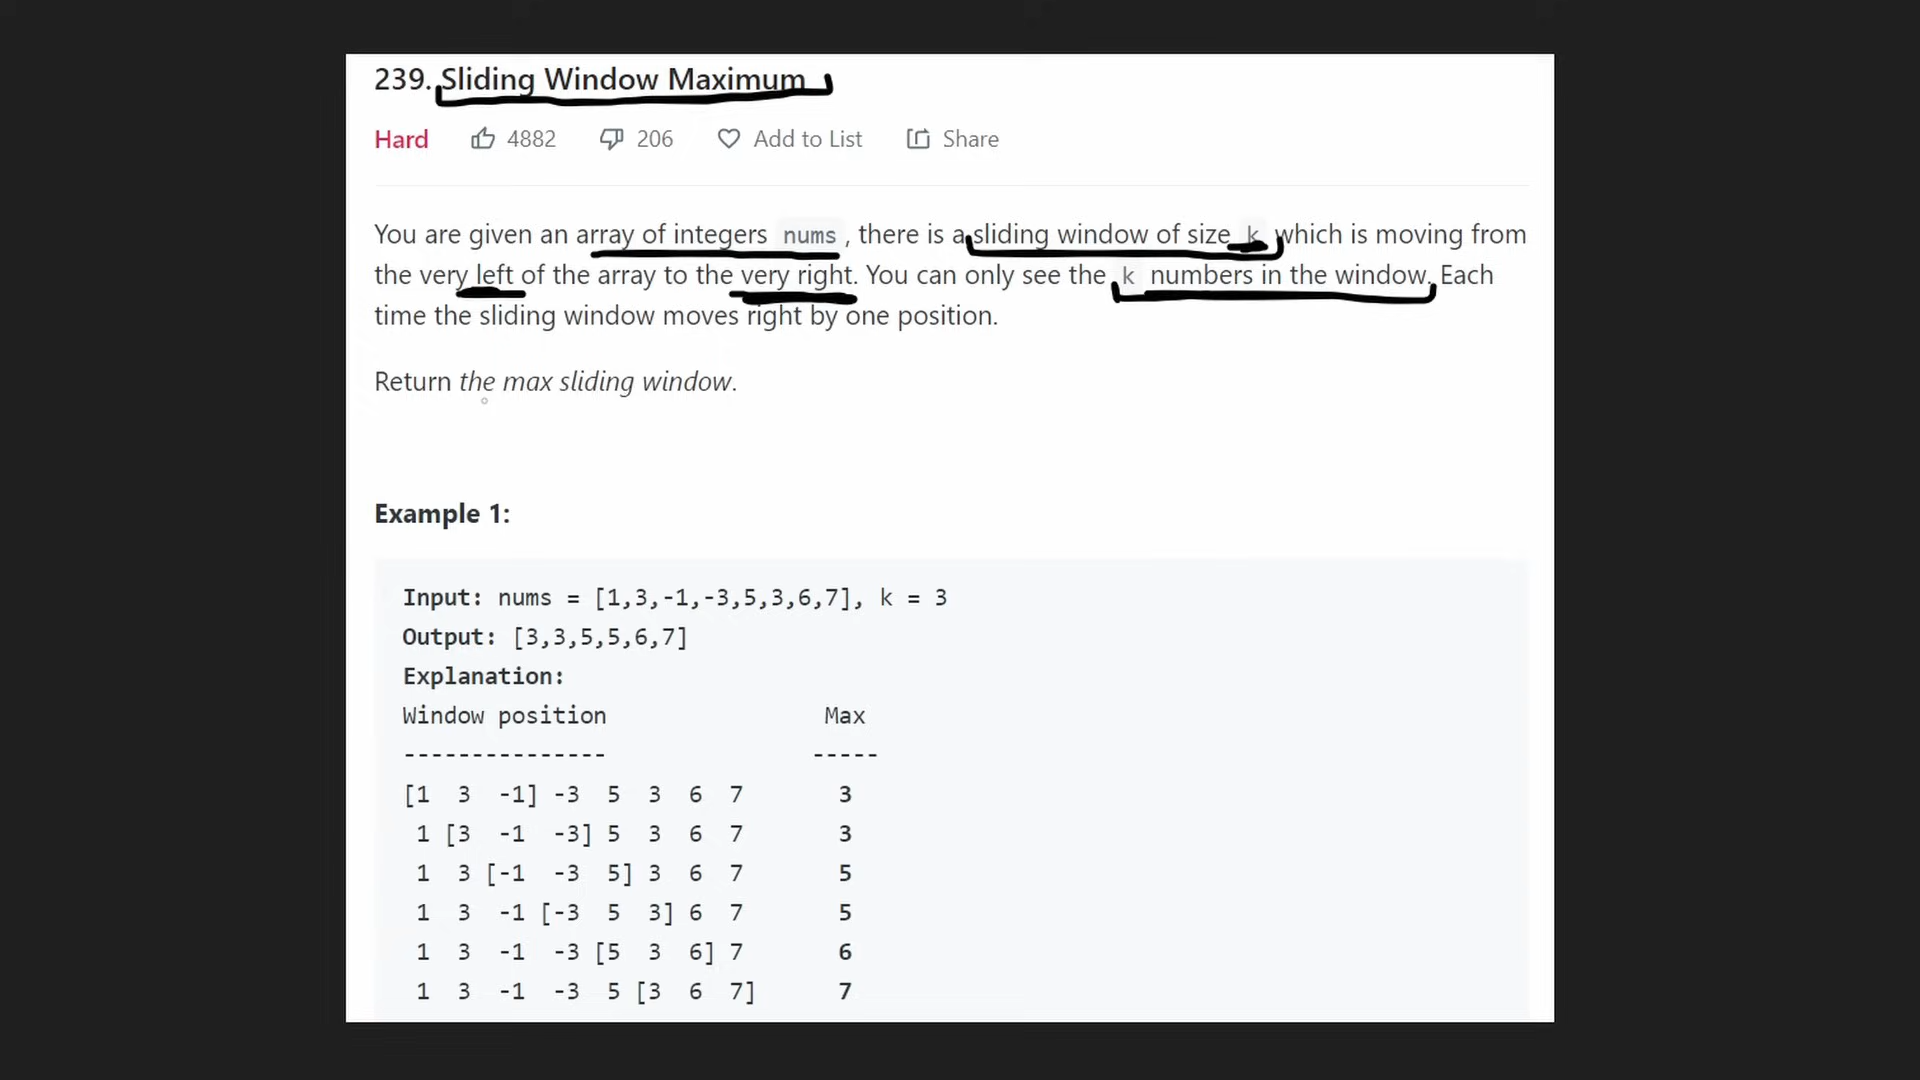 239. Sliding Window Maximum
Hard 4882 206 Add to List Share
You are given an array of integers nums, there is a sliding window of size k which is moving from
the very left of the array to the very right. You can only see the k numbers in the window. Each
time the sliding window moves right by one position.
Return the max sliding window.
Example 1:
Input: nums = [1,3,-1,-3,5,3,6,7], k = 3
Output: [3,3,5,5,6,7]
Explanation:
Window position                Max
---------------               -----
[1  3  -1] -3  5  3  6  7       3
 1 [3  -1  -3] 5  3  6  7       3
 1  3 [-1  -3  5] 3  6  7       5
 1  3  -1 [-3  5  3] 6  7       5
 1  3  -1  -3 [5  3  6] 7       6
 1  3  -1  -3  5 [3  6  7]      7